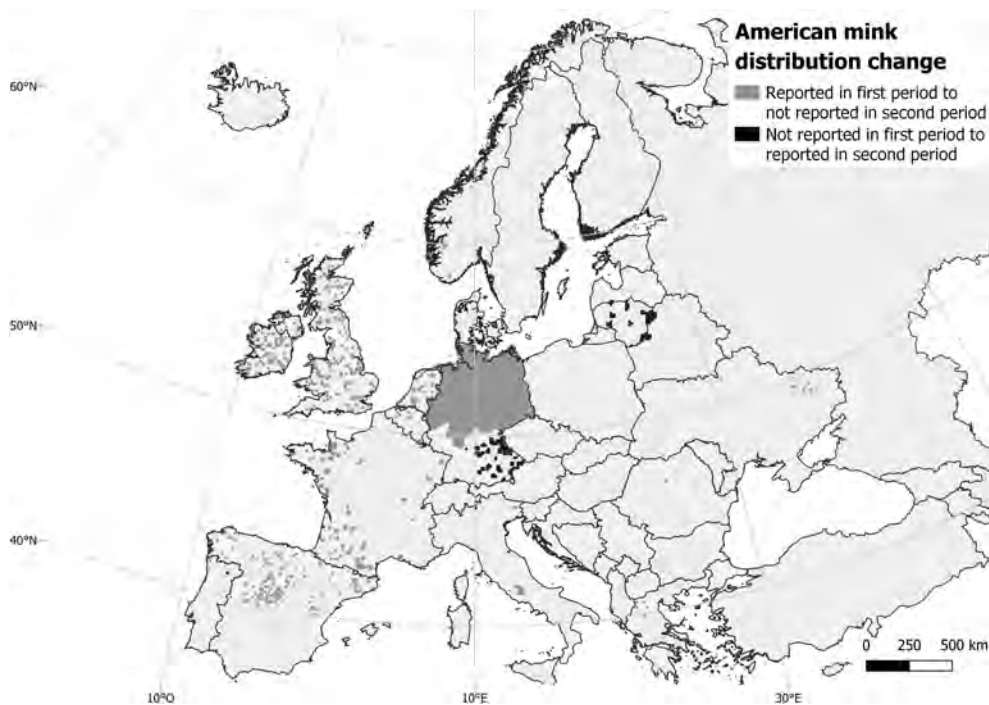 American mink
distribution change
Reported in first period to
not reported in second period
Not reported in first period to
reported in second period
60°N
50°N
40°N
0 250 500 km
10°O 10°E 30°E